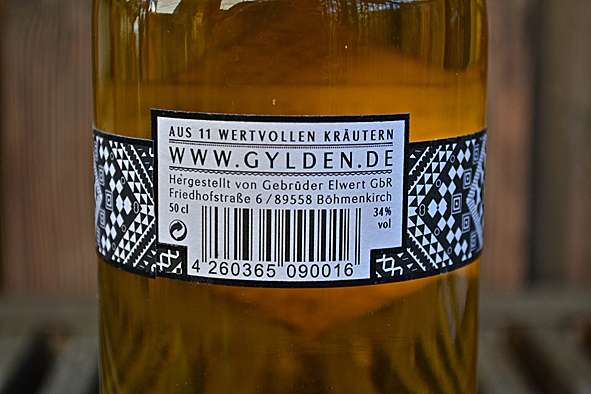 AUS 11 WERTVOLLEN KRÄUTERN
WWW.GYLDEN.DE
Hergestellt von Gebrüder Elwert GbR
Friedhofstraße 6 / 89558 Böhmenkirch
50 cl
34%
vol
4 260365 090016